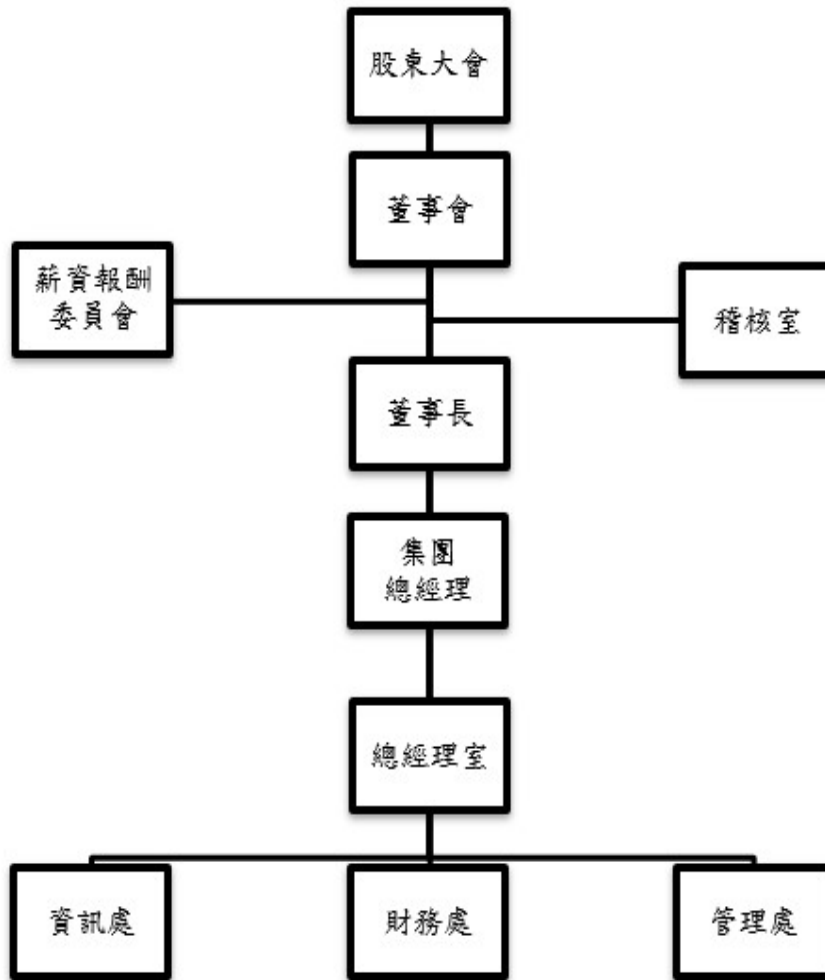 股東大會
董事會
薪資報酬
委員會
稽核室
董事長
集團
總經理
總經理室
資訊處
財務處
管理處